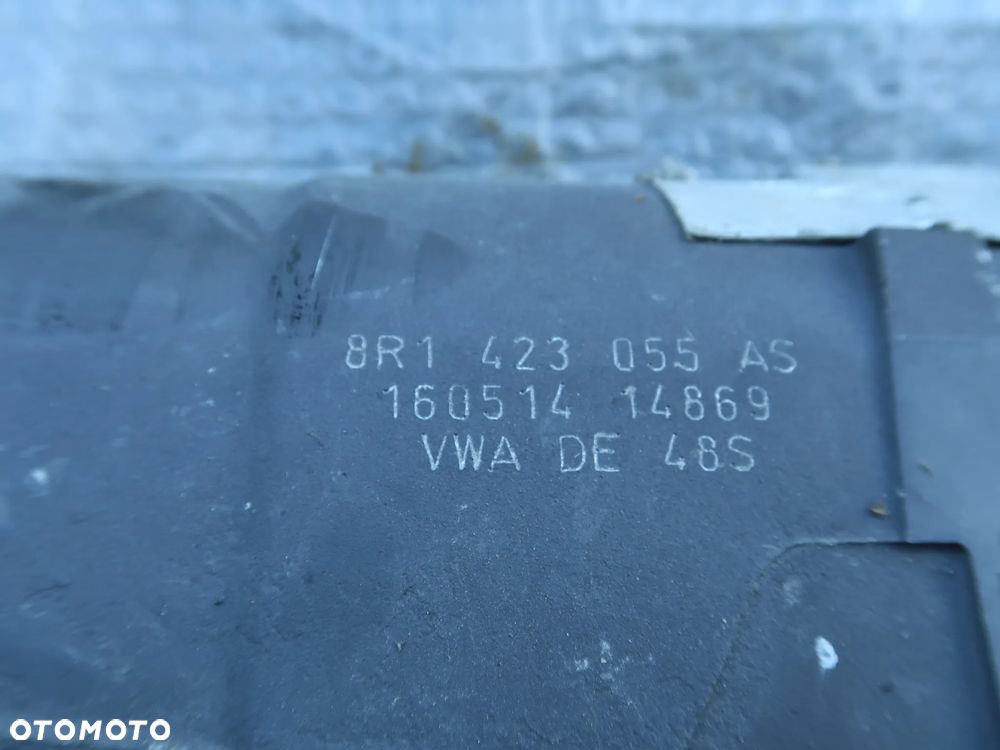 8R1 423 055 AS
160514 14869
VWA DE 48S
OTOMOTO